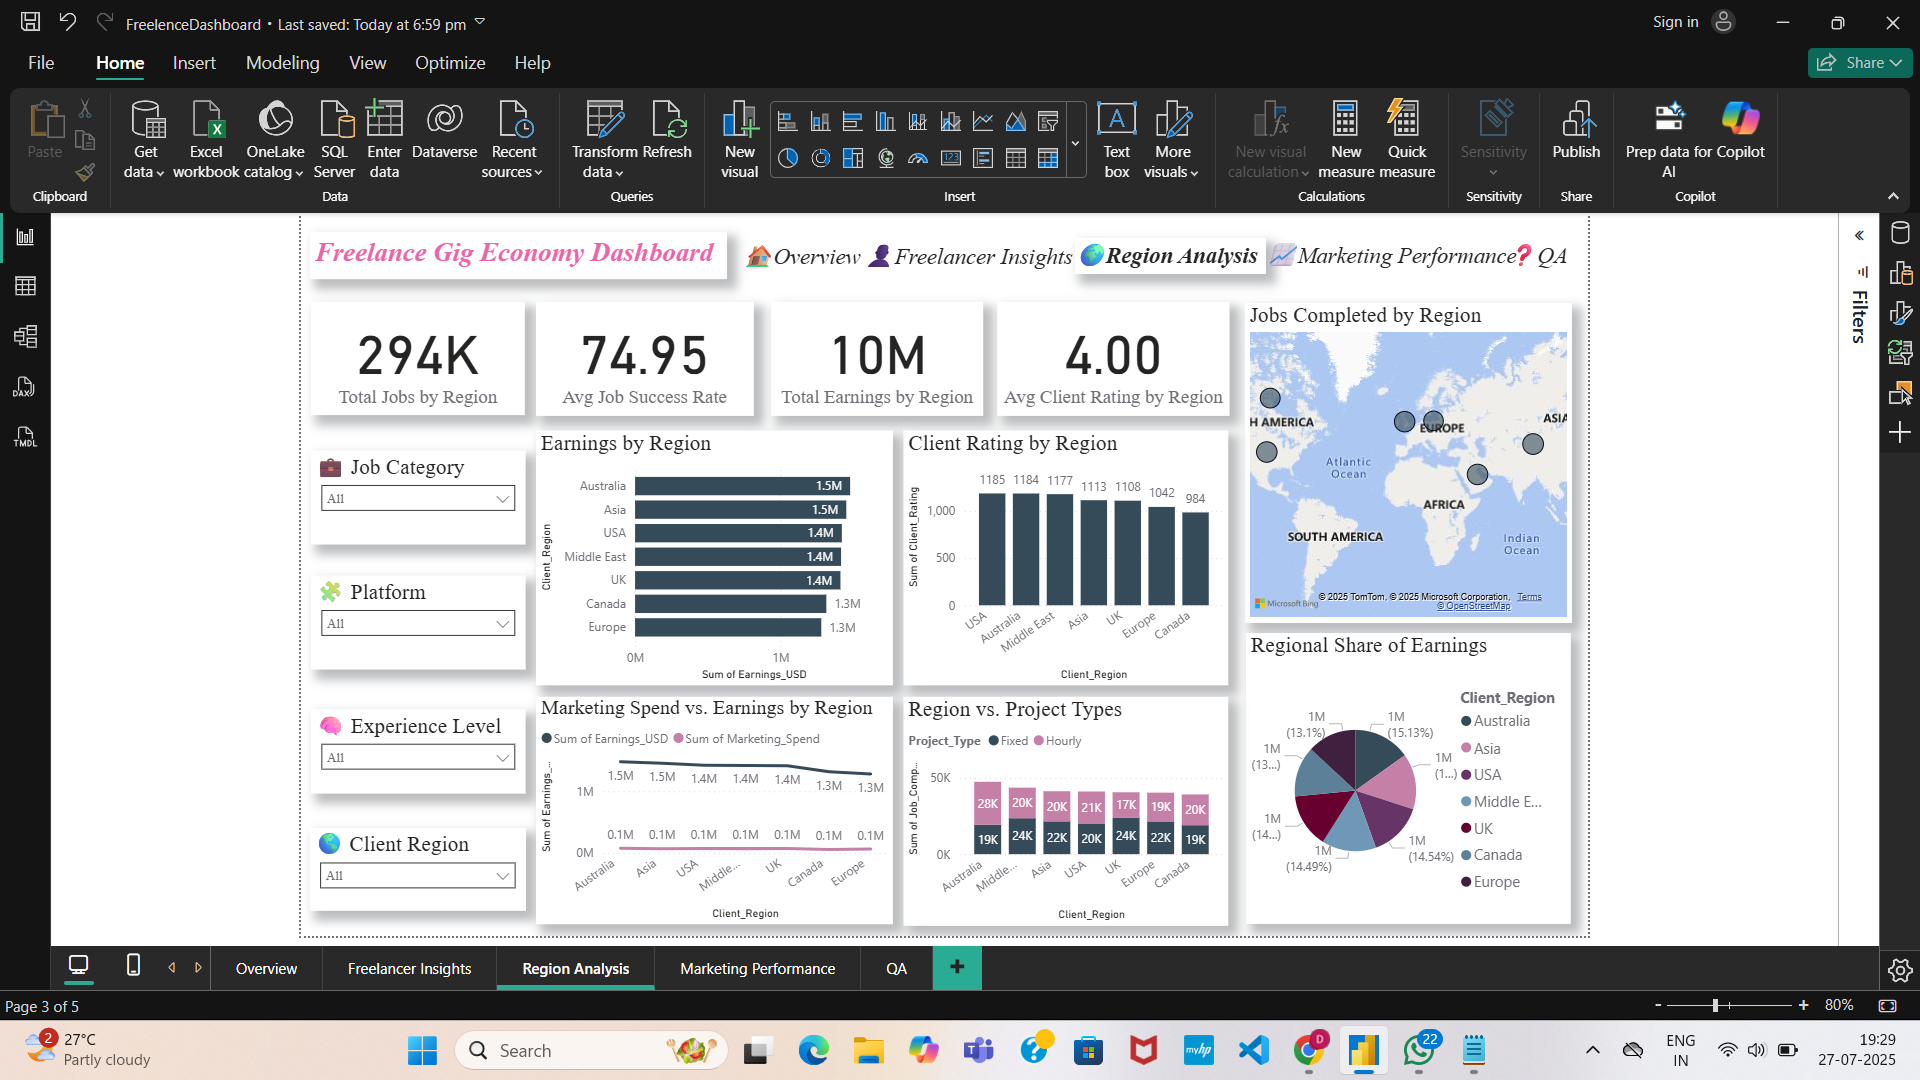 FreelenceDashboard • Last saved: Today at 6:59 pm
Sign in
File
Home
Insert
Modeling
View
Optimize
Help
Share
Paste
Get data
Excel workbook
OneLake catalog
SQL Server
Enter data
Dataverse
Recent sources
Transform data
Refresh
New visual
Text box
More visuals
New visual calculation
New measure
Quick measure
Sensitivity
Publish
Prep data for AI
Copilot
Clipboard
Data
Queries
Insert
Calculations
Sensitivity
Share
Copilot
DAX
TMDL
Freelance Gig Economy Dashboard
Overview
Freelancer Insights
Region Analysis
Marketing Performance
QA
Filters
294K
Total Jobs by Region
74.95
Avg Job Success Rate
10M
Total Earnings by Region
4.00
Avg Client Rating by Region
Job Category
All
Platform
All
Experience Level
All
Client Region
All
Earnings by Region
Client_Region
Australia 1.5M
Asia 1.5M
USA 1.4M
Middle East 1.4M
UK 1.4M
Canada 1.3M
Europe 1.3M
0M 1M
Sum of Earnings_USD
Client Rating by Region
Sum of Client_Rating
1185 1184 1177 1113 1108 1042 984
1,000
500
0
USA Australia Middle East Asia UK Europe Canada
Client_Region
Jobs Completed by Region
H AMERICA
EUROPE
ASIA
Atlantic Ocean
AFRICA
SOUTH AMERICA
Indian Ocean
Microsoft Bing
© 2025 TomTom, © 2025 Microsoft Corporation, Terms
© OpenStreetMap
Marketing Spend vs. Earnings by Region
Sum of Earnings_USD Sum of Marketing_Spend
Sum of Earnings_...
1.5M 1.5M 1.4M 1.4M 1.4M 1.3M 1.3M
1M
0.1M 0.1M 0.1M 0.1M 0.1M 0.1M 0.1M
0M
Australia Asia USA Middle... UK Canada Europe
Client_Region
Region vs. Project Types
Project_Type Fixed Hourly
Sum of Job_Comp...
50K
28K 20K 20K 21K 17K 19K 20K
19K 24K 22K 20K 24K 22K 19K
0K
Australia Middle... Asia USA UK Europe Canada
Client_Region
Regional Share of Earnings
1M (13.1%)
1M (15.13%)
1M (13...)
1M (1...)
1M (14...)
1M (14.54%)
1M (14.49%)
Client_Region
Australia
Asia
USA
Middle E...
UK
Canada
Europe
Overview
Freelancer Insights
Region Analysis
Marketing Performance
QA
+
Page 3 of 5
- + 80%
2
27°C
Partly cloudy
Search
myhp
D
22
ENG
IN
19:29
27-07-2025